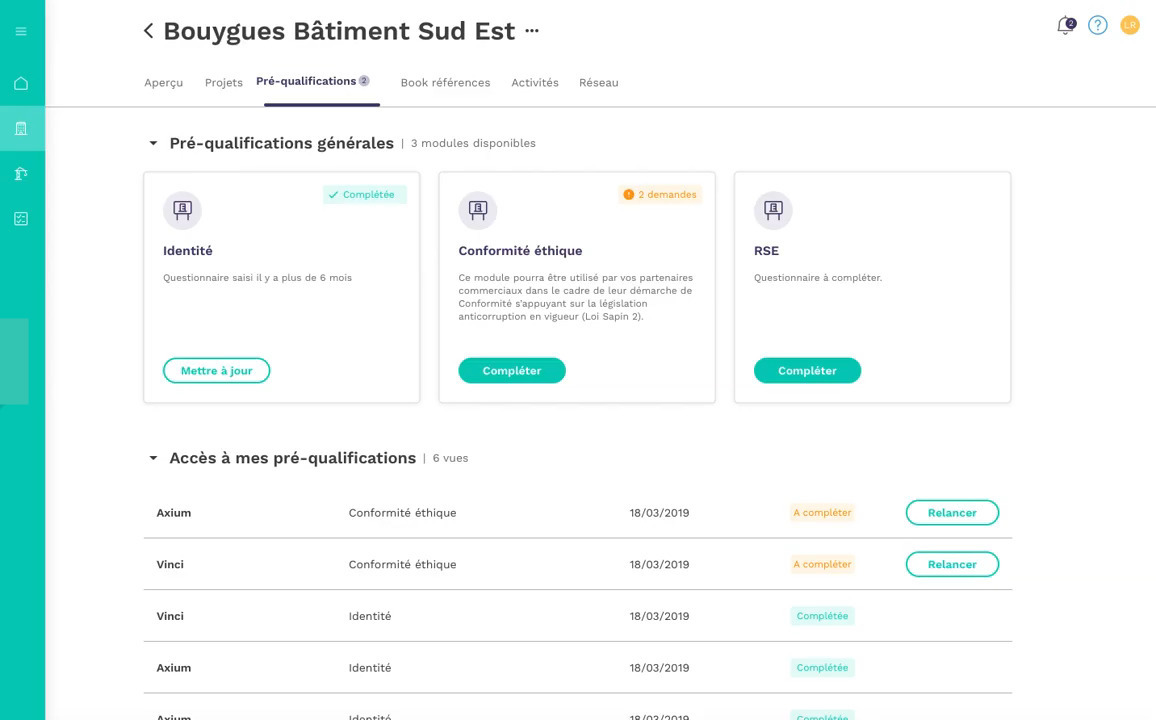 Bouygues Bâtiment Sud Est ···
2
?
LR
Aperçu Projets Pré-qualifications 2 Book références Activités Réseau
Pré-qualifications générales | 3 modules disponibles
Complétée
Identité
Questionnaire saisi il y a plus de 6 mois
Mettre à jour
2 demandes
Conformité éthique
Ce module pourra être utilisé par vos partenaires
commerciaux dans le cadre de leur démarche de
Conformité s'appuyant sur la législation
anticorruption en vigueur (Loi Sapin 2).
Compléter
RSE
Questionnaire à compléter.
Compléter
Accès à mes pré-qualifications | 6 vues
Axium Conformité éthique 18/03/2019 A compléter Relancer
Vinci Conformité éthique 18/03/2019 A compléter Relancer
Vinci Identité 18/03/2019 Complétée
Axium Identité 18/03/2019 Complétée
Axium Identité 18/03/2019 Complétée